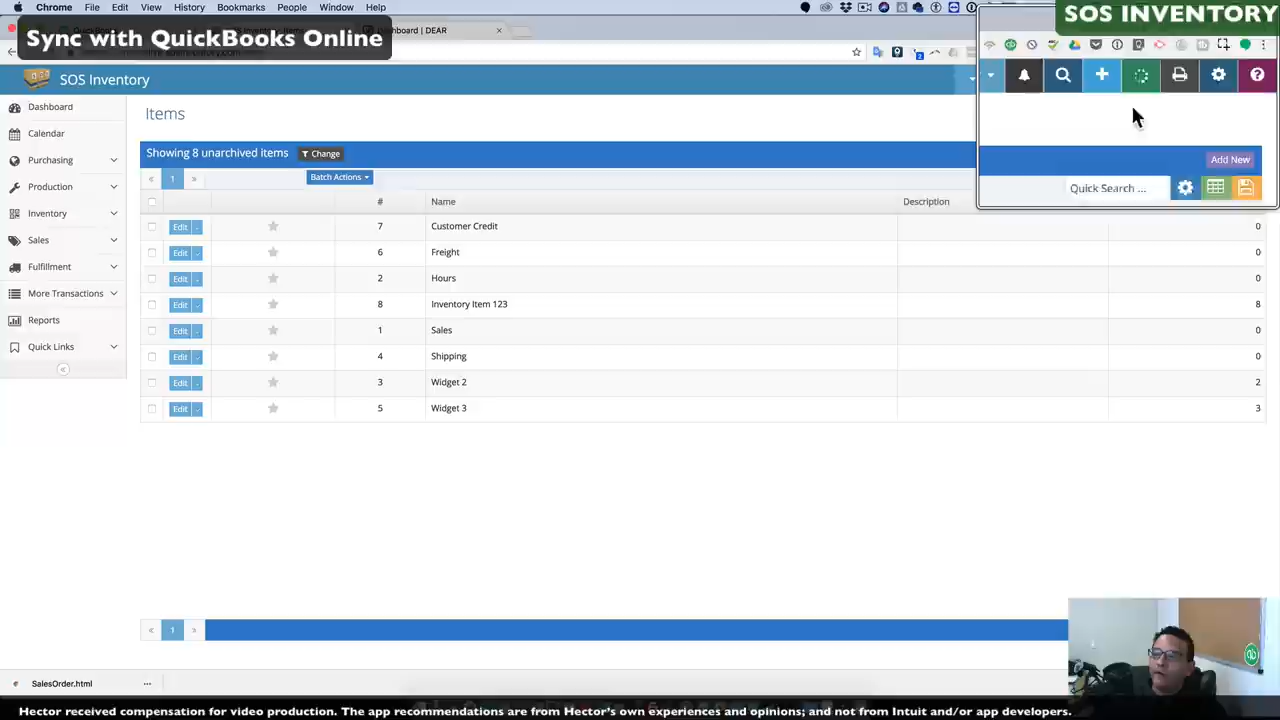 Chrome File Edit View History Bookmarks People Window Help
SOS INVENTORY
Sync with QuickBooks Online
Dashboard | DEAR
SOS Inventory
Dashboard
Calendar
Purchasing
Production
Inventory
Sales
Fulfillment
More Transactions
Reports
Quick Links
Items
Showing 8 unarchived items Change
Add New
« 1 » Batch Actions
Quick Search ...
# Name Description
Edit 7 Customer Credit 0
Edit 6 Freight 0
Edit 2 Hours 0
Edit 8 Inventory Item 123 8
Edit 1 Sales 0
Edit 4 Shipping 0
Edit 3 Widget 2 2
Edit 5 Widget 3 3
« 1 »
SalesOrder.html
Hector received compensation for video production. The app recommendations are from Hector's own experiences and opinions; and not from Intuit and/or app developers.